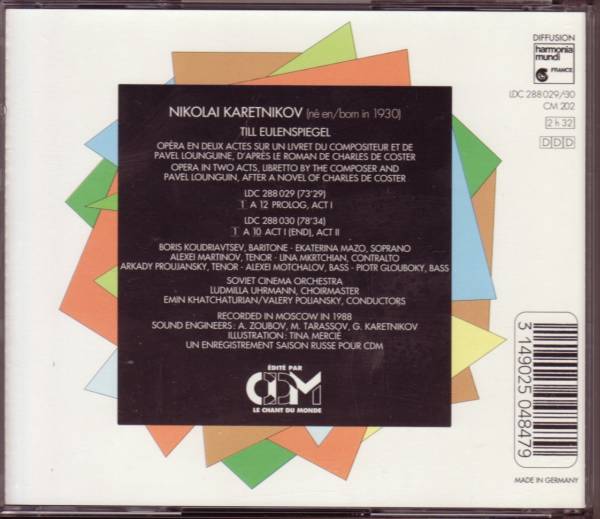 DIFFUSION
harmonia
mundi
FRANCE
LDC 288 029/30
CM 202
2 h 32
D D D
NIKOLAI KARETNIKOV (né en/born in 1930)
TILL EULENSPIEGEL
OPÉRA EN DEUX ACTES SUR UN LIVRET DU COMPOSITEUR ET DE
PAVEL LOUNGUINE, D'APRÈS LE ROMAN DE CHARLES DE COSTER
OPERA IN TWO ACTS, LIBRETTO BY THE COMPOSER AND
PAVEL LOUNGUIN, AFTER A NOVEL OF CHARLES DE COSTER
LDC 288 029 (73'29)
1 A 12 PROLOG, ACT I
LDC 288 030 (78'34)
1 A 10 ACT I (END), ACT II
BORIS KOUDRIAVTSEV, BARITONE · EKATERINA MAZO, SOPRANO
ALEXEI MARTINOV, TENOR · LINA MKRTCHIAN, CONTRALTO
ARKADY PROUJANSKY, TENOR · ALEXEI MOTCHALOV, BASS · PIOTR GLOUBOKY, BASS
SOVIET CINEMA ORCHESTRA
LUDMILLA UHRMANN, CHOIRMASTER
EMIN KHATCHATURIAN/VALERY POLJANSKY, CONDUCTORS
RECORDED IN MOSCOW IN 1988
SOUND ENGINEERS : A. ZOUBOV, M. TARASSOV, G. KARETNIKOV
ILLUSTRATION : TINA MERCIÉ
UN ENREGISTREMENT SAISON RUSSE POUR CDM
ÉDITÉ PAR
CDM
LE CHANT DU MONDE
3 149025 048479
MADE IN GERMANY